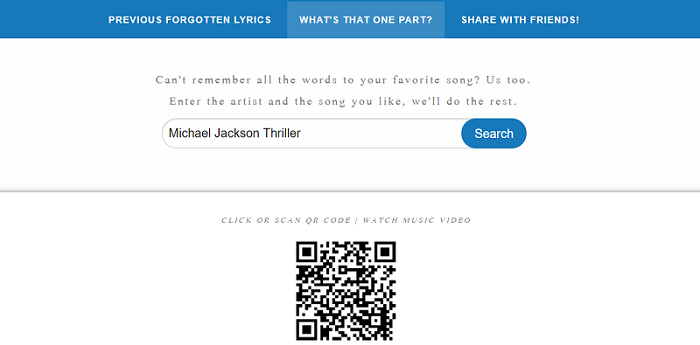 PREVIOUS FORGOTTEN LYRICS WHAT'S THAT ONE PART? SHARE WITH FRIENDS!
Can't remember all the words to your favorite song? Us too.
Enter the artist and the song you like, we'll do the rest.
Michael Jackson Thriller Search
CLICK OR SCAN QR CODE | WATCH MUSIC VIDEO